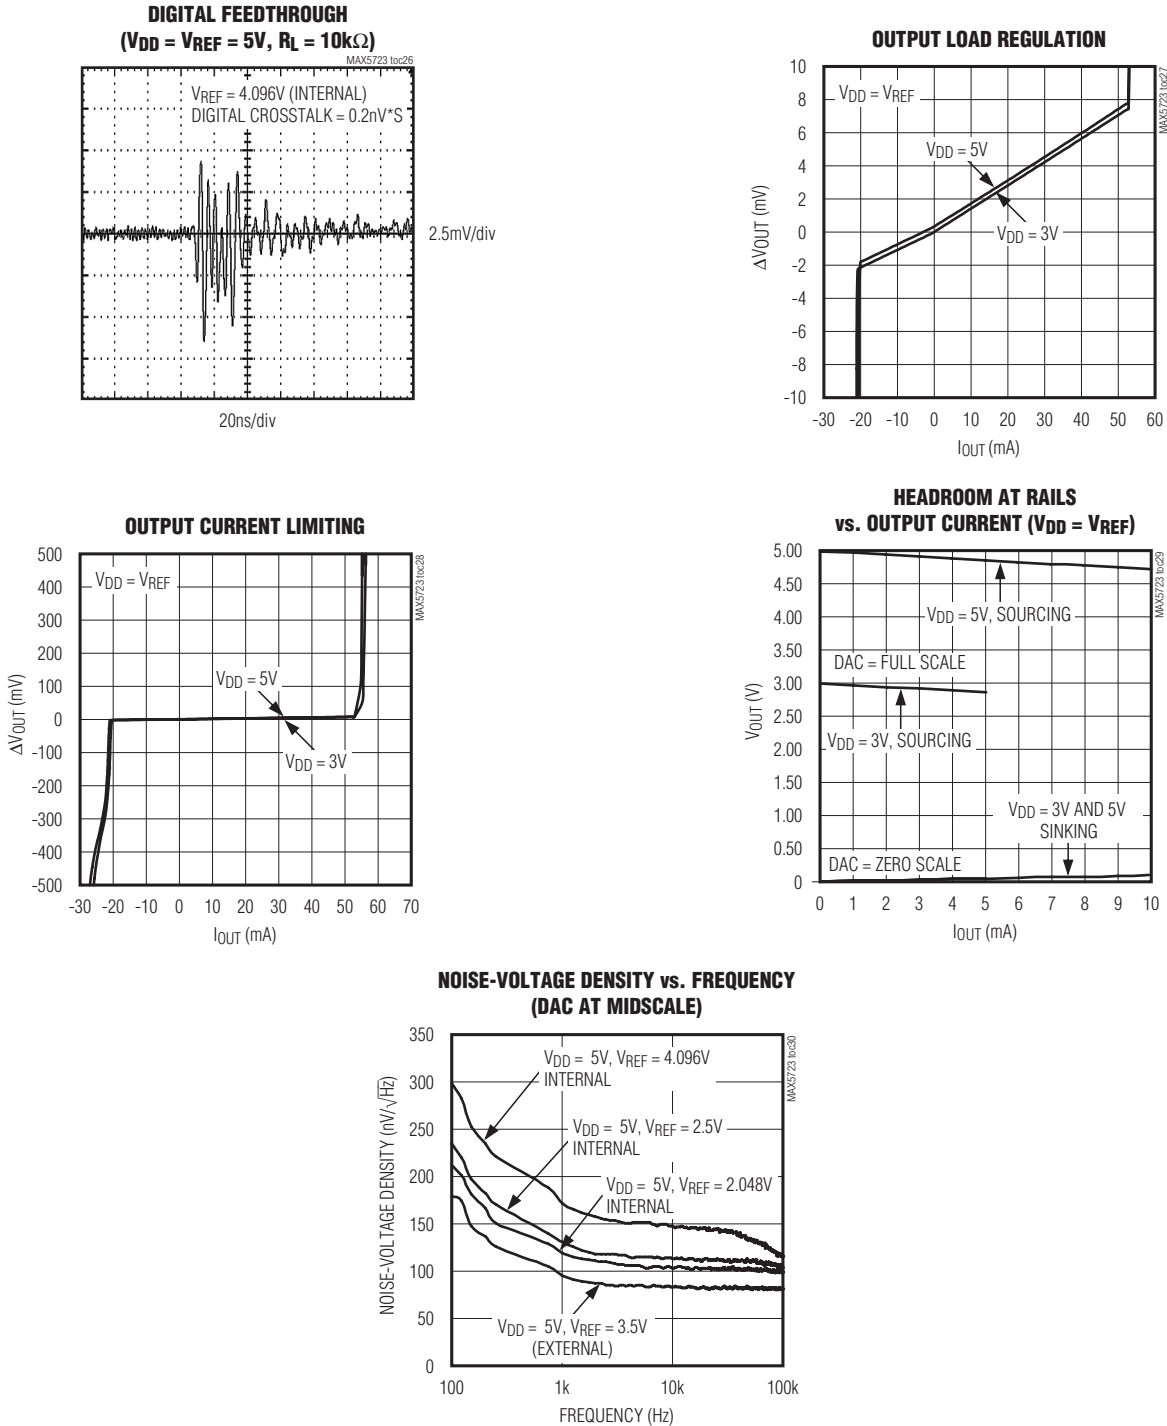 DIGITAL FEEDTHROUGH
(VDD = VREF = 5V, RL = 10kΩ)
MAX5723 toc26
VREF = 4.096V (INTERNAL)
DIGITAL CROSSTALK = 0.2nV*S
2.5mV/div
20ns/div
OUTPUT LOAD REGULATION
MAX5723 toc27
VDD = VREF
VDD = 5V
VDD = 3V
ΔVOUT (mV)
10
8
6
4
2
0
-2
-4
-6
-8
-10
-30 -20 -10 0 10 20 30 40 50 60
IOUT (mA)
OUTPUT CURRENT LIMITING
MAX5723 toc28
VDD = VREF
VDD = 5V
VDD = 3V
ΔVOUT (mV)
500
400
300
200
100
0
-100
-200
-300
-400
-500
-30 -20 -10 0 10 20 30 40 50 60 70
IOUT (mA)
HEADROOM AT RAILS
vs. OUTPUT CURRENT (VDD = VREF)
MAX5723 toc29
VDD = 5V, SOURCING
DAC = FULL SCALE
VDD = 3V, SOURCING
VDD = 3V AND 5V
SINKING
DAC = ZERO SCALE
VOUT (V)
5.00
4.50
4.00
3.50
3.00
2.50
2.00
1.50
1.00
0.50
0
0 1 2 3 4 5 6 7 8 9 10
IOUT (mA)
NOISE-VOLTAGE DENSITY vs. FREQUENCY
(DAC AT MIDSCALE)
MAX5723 toc30
VDD = 5V, VREF = 4.096V
INTERNAL
VDD = 5V, VREF = 2.5V
INTERNAL
VDD = 5V, VREF = 2.048V
INTERNAL
VDD = 5V, VREF = 3.5V
(EXTERNAL)
NOISE-VOLTAGE DENSITY (nV/√Hz)
350
300
250
200
150
100
50
0
100 1k 10k 100k
FREQUENCY (Hz)